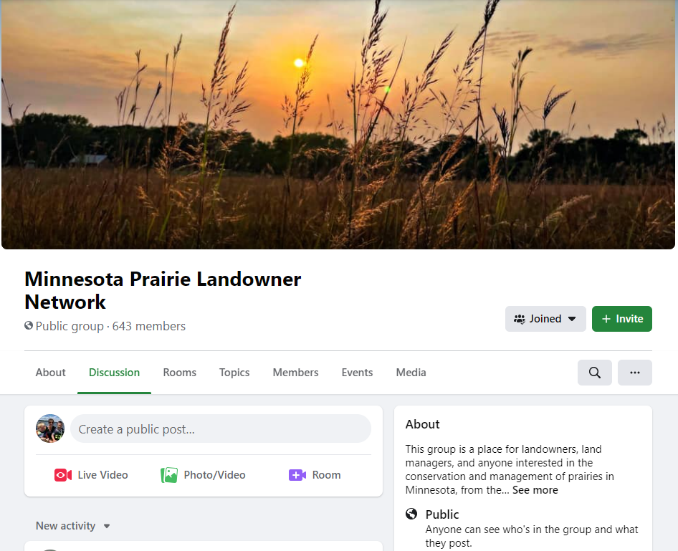 Minnesota Prairie Landowner
Network
Public group · 643 members
Joined
+ Invite
About
Discussion
Rooms
Topics
Members
Events
Media
Create a public post...
Live Video
Photo/Video
Room
New activity
About
This group is a place for landowners, land
managers, and anyone interested in the
conservation and management of prairies in
Minnesota, from the... See more
Public
Anyone can see who's in the group and what
they post.